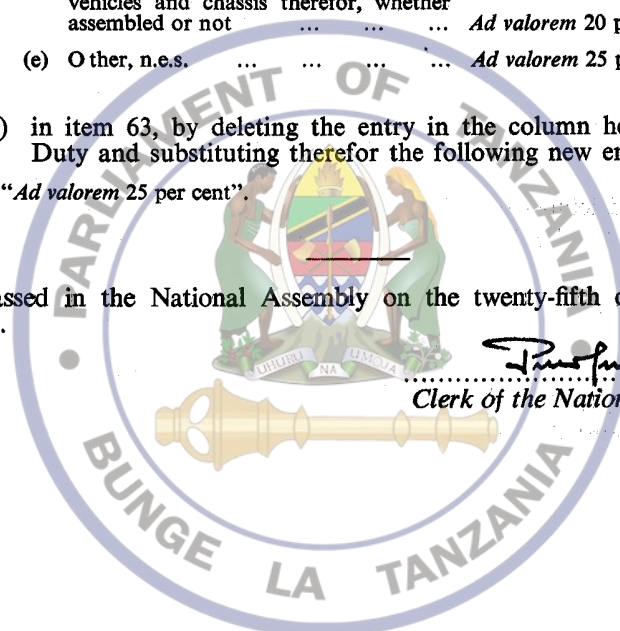 vehicles and chassis therefor, whether
assembled or not ... ... ... Ad valorem 20 p
(e) Other, n.e.s. ... ... ... ... Ad valorem 25 p
) in item 63, by deleting the entry in the column he
Duty and substituting therefor the following new en
“Ad valorem 25 per cent”.
assed in the National Assembly on the twenty-fifth d
.
Clerk of the Nation
PARLIAMENT OF TANZANIA
UHURU NA UMOJA
BUNGE LA TANZANIA